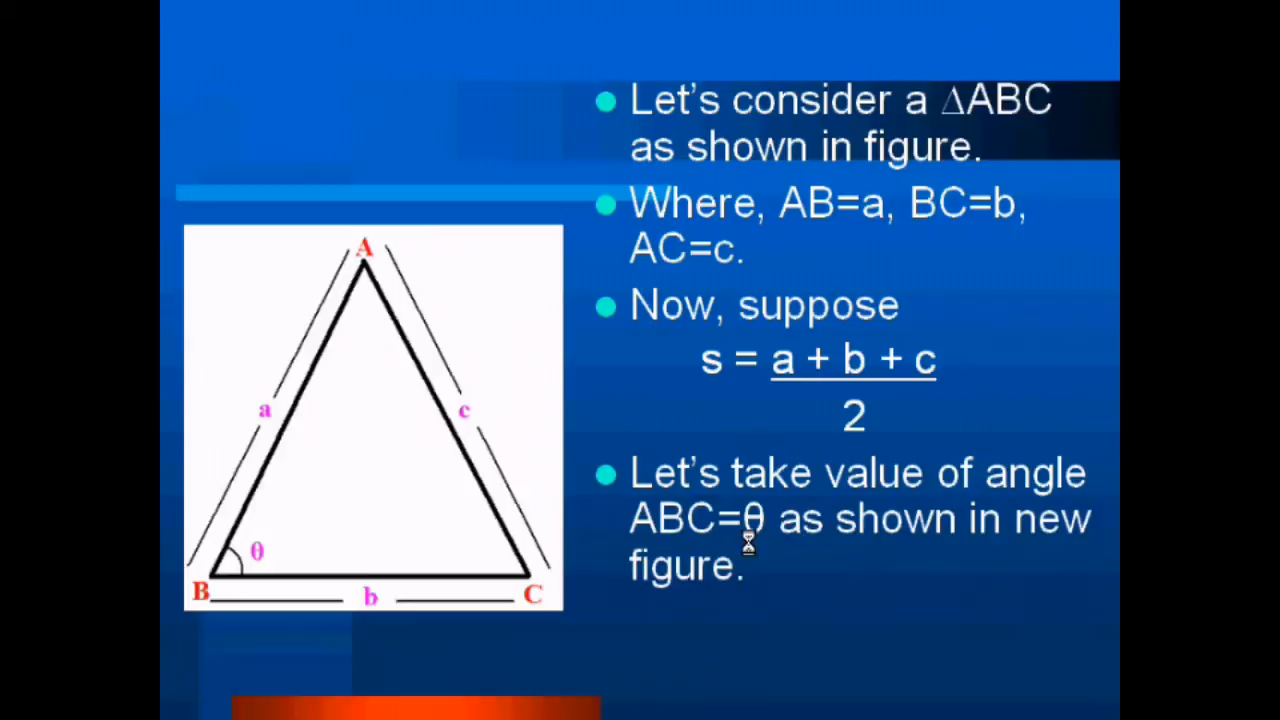 Let's consider a ∆ABC
as shown in figure.
Where, AB=a, BC=b,
AC=c.
Now, suppose
s = a + b + c
2
Let's take value of angle
ABC=θ as shown in new
figure.
A
a
c
θ
B
b
C